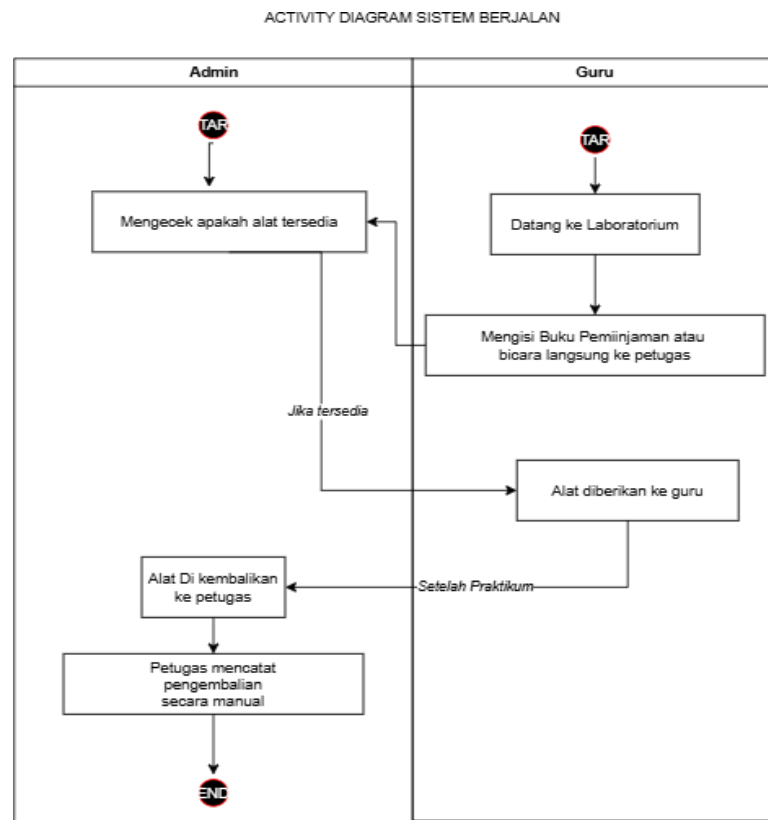 ACTIVITY DIAGRAM SISTEM BERJALAN
Admin
Guru
TAR
TAR
Mengecek apakah alat tersedia
Datang ke Laboratorium
Mengisi Buku Pemiinjaman atau
bicara langsung ke petugas
Jika tersedia
Alat diberikan ke guru
Alat Di kembalikan
ke petugas
Setelah Praktikum
Petugas mencatat
pengembalian
secara manual
END